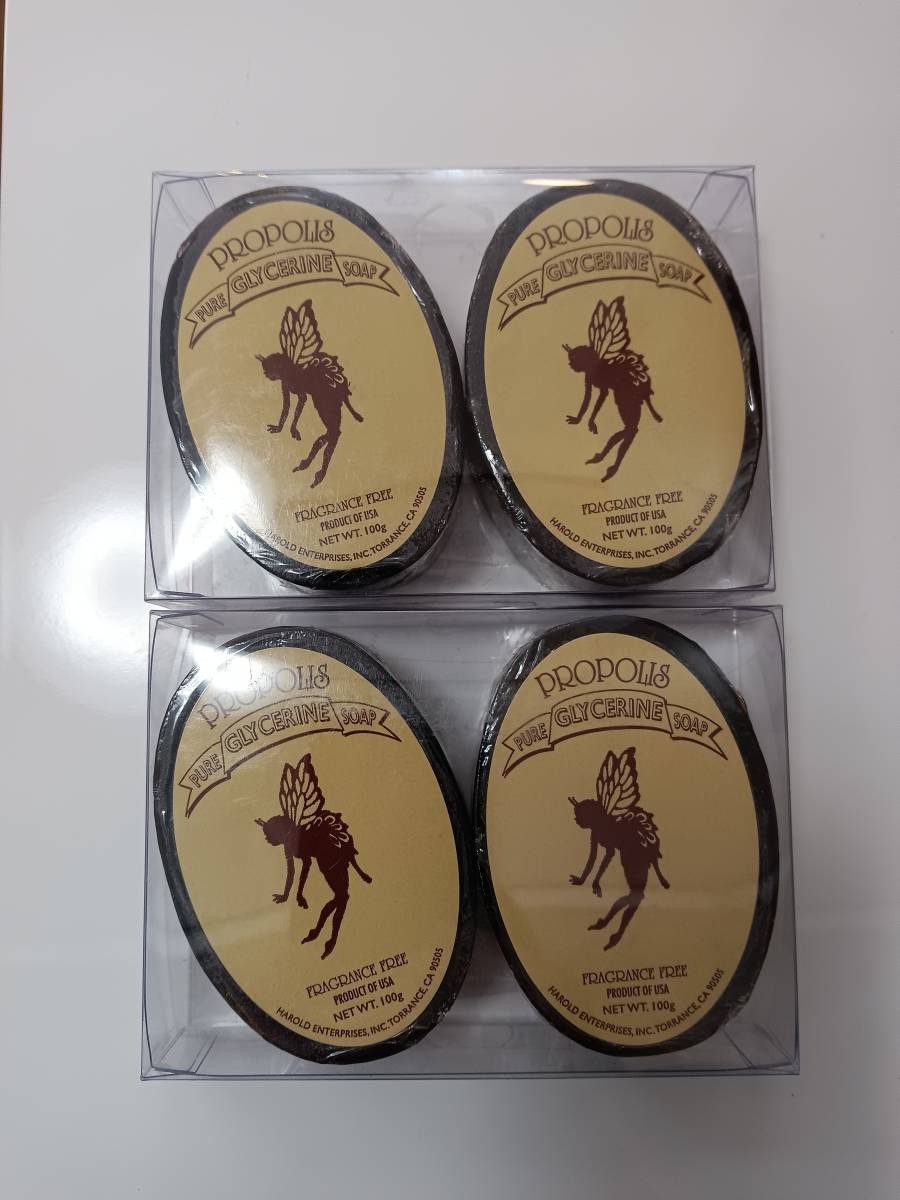 PROPOLIS
PURE GLYCERINE SOAP
FRAGRANCE FREE
PRODUCT OF USA
NET WT. 100g
HAROLD ENTERPRISES, INC. TORRANCE, CA 90505
PROPOLIS
PURE GLYCERINE SOAP
FRAGRANCE FREE
PRODUCT OF USA
NET WT. 100g
HAROLD ENTERPRISES, INC. TORRANCE, CA 90505
PROPOLIS
PURE GLYCERINE SOAP
FRAGRANCE FREE
PRODUCT OF USA
NET WT. 100g
HAROLD ENTERPRISES, INC. TORRANCE, CA 90505
PROPOLIS
PURE GLYCERINE SOAP
FRAGRANCE FREE
PRODUCT OF USA
NET WT. 100g
HAROLD ENTERPRISES, INC. TORRANCE, CA 90505